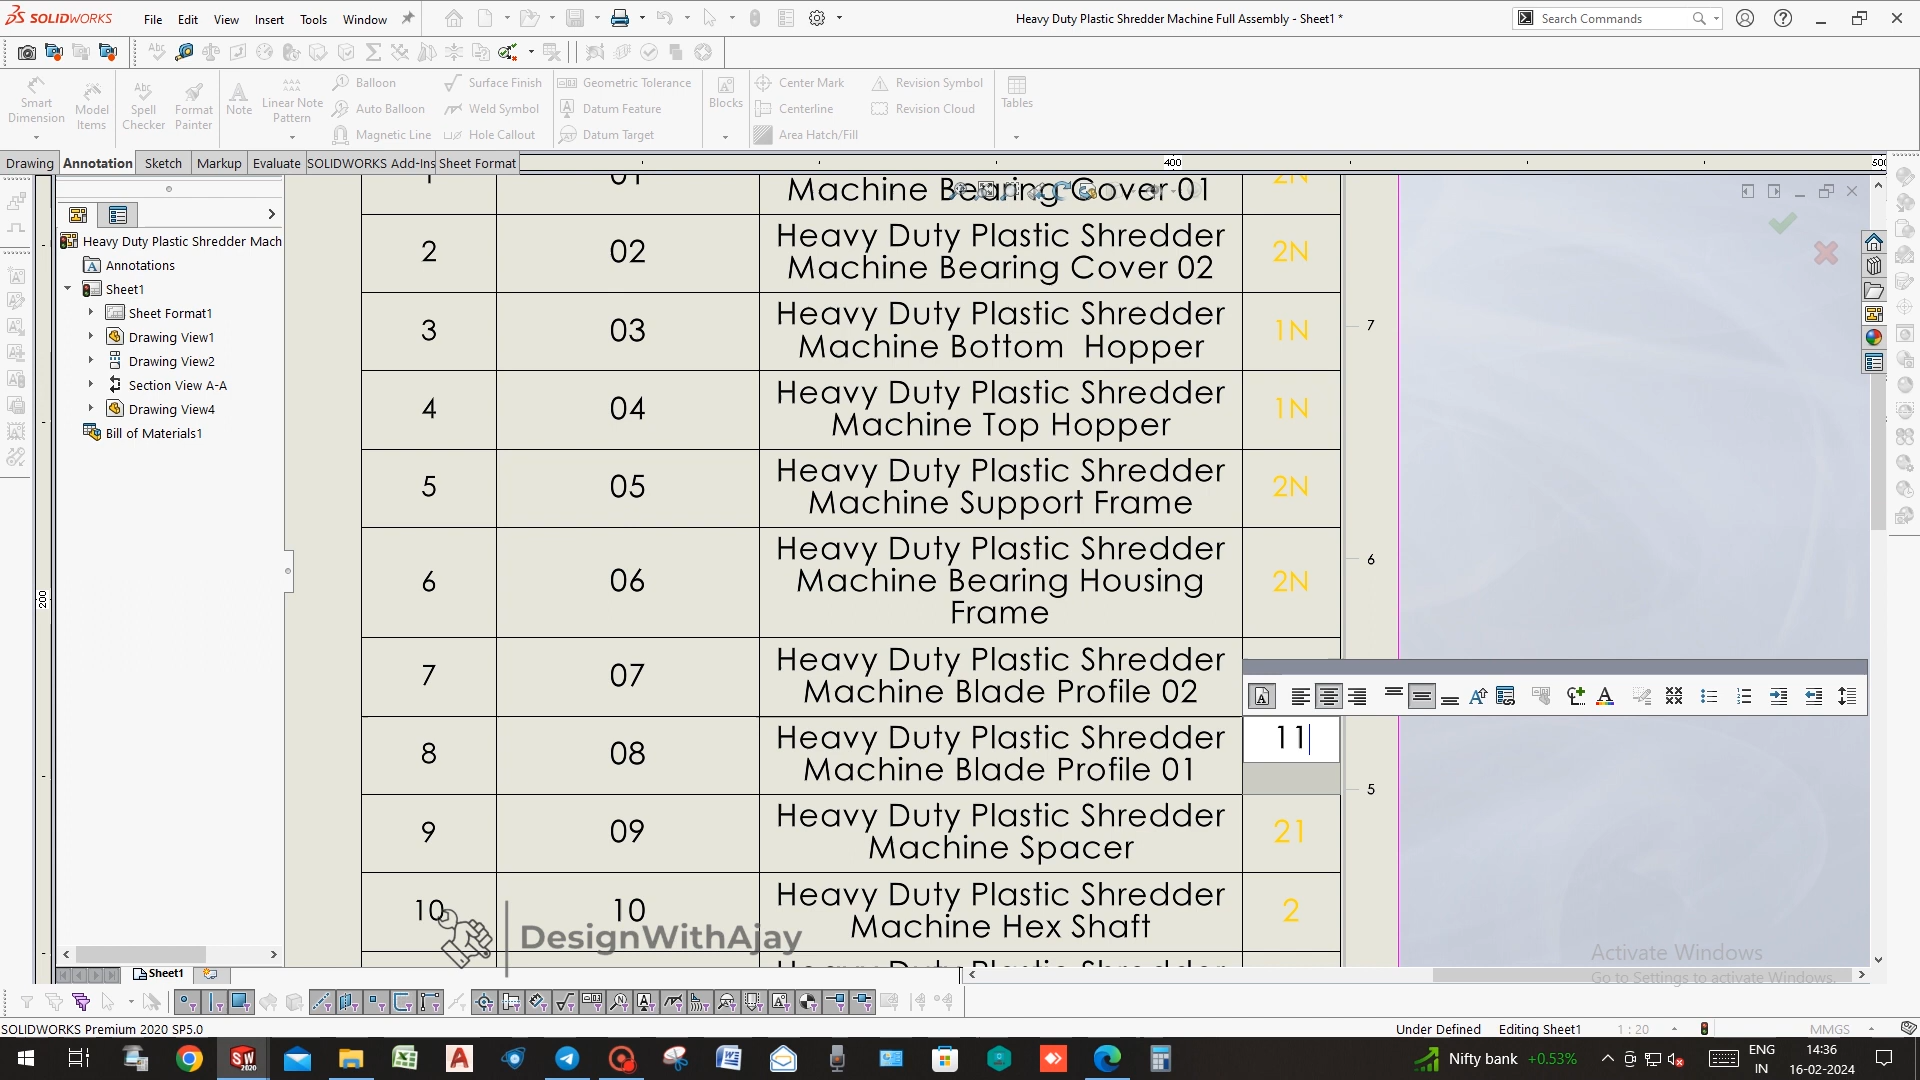 SOLIDWORKS
File Edit View Insert Tools Window
Heavy Duty Plastic Shredder Machine Full Assembly - Sheet1 *
Search Commands
Smart Dimension
Model Items
Spell Checker
Format Painter
Note
Linear Note Pattern
Balloon
Auto Balloon
Magnetic Line
Surface Finish
Weld Symbol
Hole Callout
Geometric Tolerance
Datum Feature
Datum Target
Blocks
Center Mark
Centerline
Area Hatch/Fill
Revision Symbol
Revision Cloud
Tables
Drawing Annotation Sketch Markup Evaluate SOLIDWORKS Add-Ins Sheet Format
400
500
200
Heavy Duty Plastic Shredder Mach
Annotations
Sheet1
Sheet Format1
Drawing View1
Drawing View2
Section View A-A
Drawing View4
Bill of Materials1
1 01 Machine Bearing Cover 01 2N
2 02 Heavy Duty Plastic Shredder Machine Bearing Cover 02 2N
3 03 Heavy Duty Plastic Shredder Machine Bottom Hopper 1N
4 04 Heavy Duty Plastic Shredder Machine Top Hopper 1N
5 05 Heavy Duty Plastic Shredder Machine Support Frame 2N
6 06 Heavy Duty Plastic Shredder Machine Bearing Housing Frame 2N
7 07 Heavy Duty Plastic Shredder Machine Blade Profile 02
8 08 Heavy Duty Plastic Shredder Machine Blade Profile 01 11
9 09 Heavy Duty Plastic Shredder Machine Spacer 21
10 10 Heavy Duty Plastic Shredder Machine Hex Shaft 2
Heavy Duty Plastic Shredder
7
6
5
DesignWithAjay
Activate Windows
Go to Settings to activate Windows.
Sheet1
SOLIDWORKS Premium 2020 SP5.0
Under Defined Editing Sheet1 1 : 20 MMGS
SW 2020
Nifty bank +0.53%
ENG IN
14:36
16-02-2024